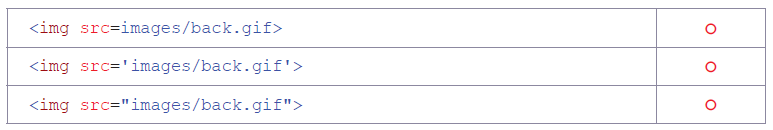 <img src=images/back.gif> ○
<img src='images/back.gif'> ○
<img src="images/back.gif"> ○